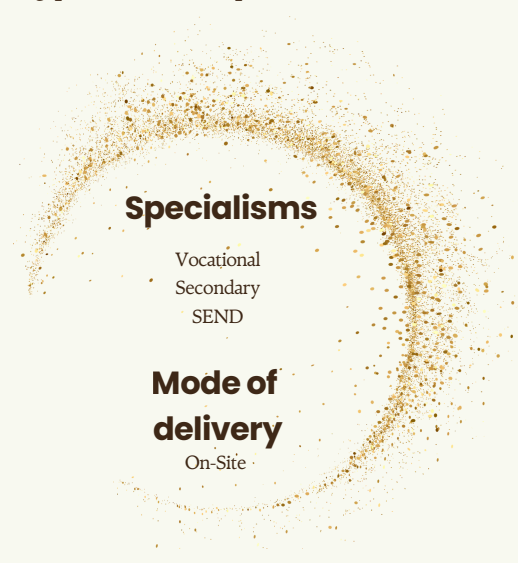 Specialisms
Vocational
Secondary
SEND
Mode of
delivery
On-Site